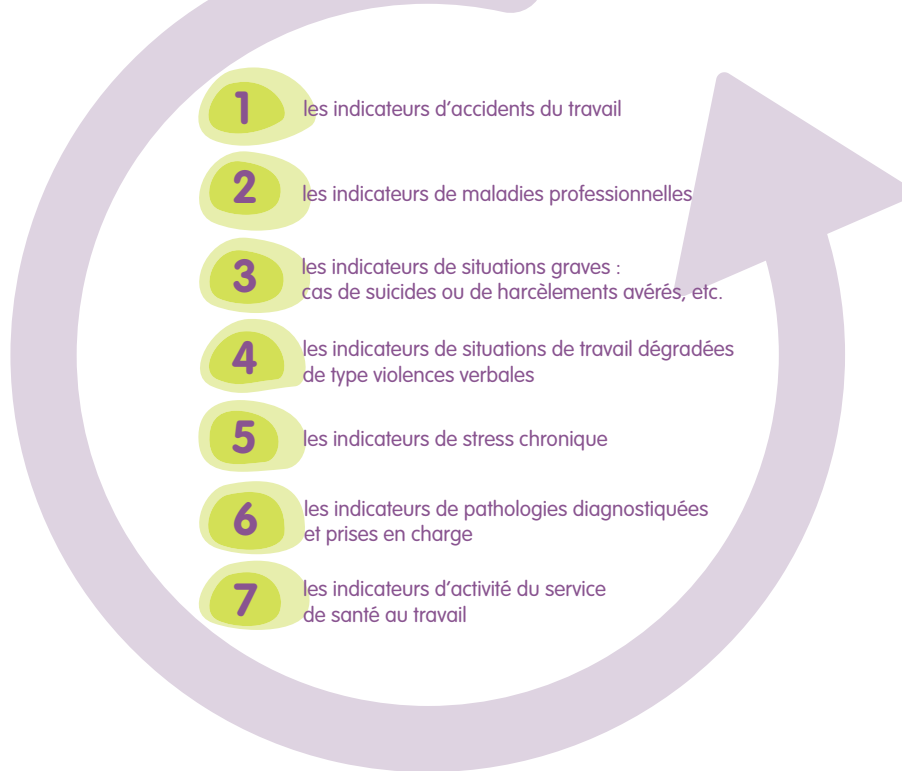 1 les indicateurs d’accidents du travail
2 les indicateurs de maladies professionnelles
3 les indicateurs de situations graves :
cas de suicides ou de harcèlements avérés, etc.
4 les indicateurs de situations de travail dégradées
de type violences verbales
5 les indicateurs de stress chronique
6 les indicateurs de pathologies diagnostiquées
et prises en charge
7 les indicateurs d’activité du service
de santé au travail